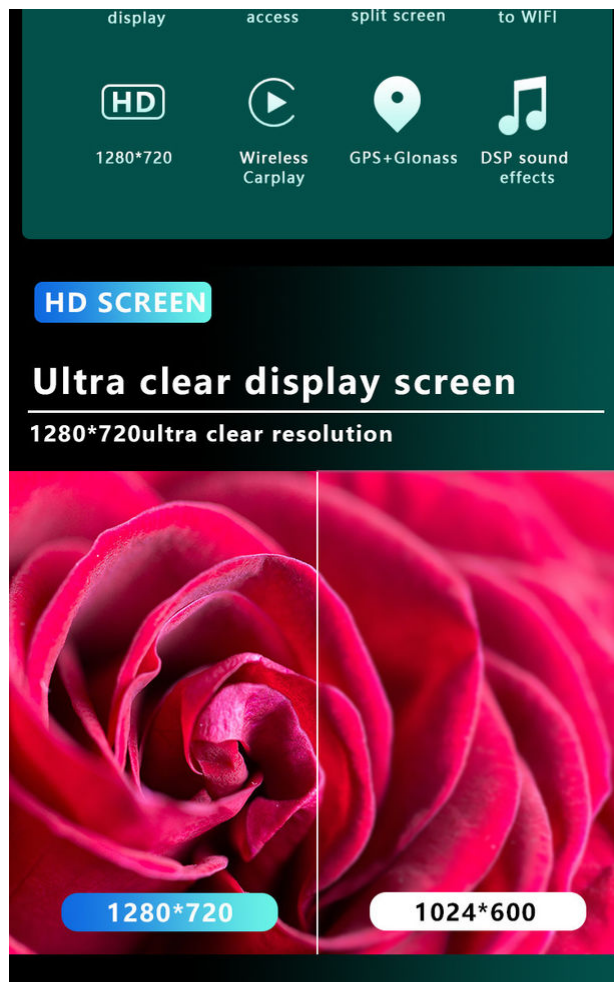 display
access
split screen
to WIFI
HD
1280*720
Wireless
Carplay
GPS+Glonass
DSP sound
effects
HD SCREEN
Ultra clear display screen
1280*720ultra clear resolution
1280*720
1024*600